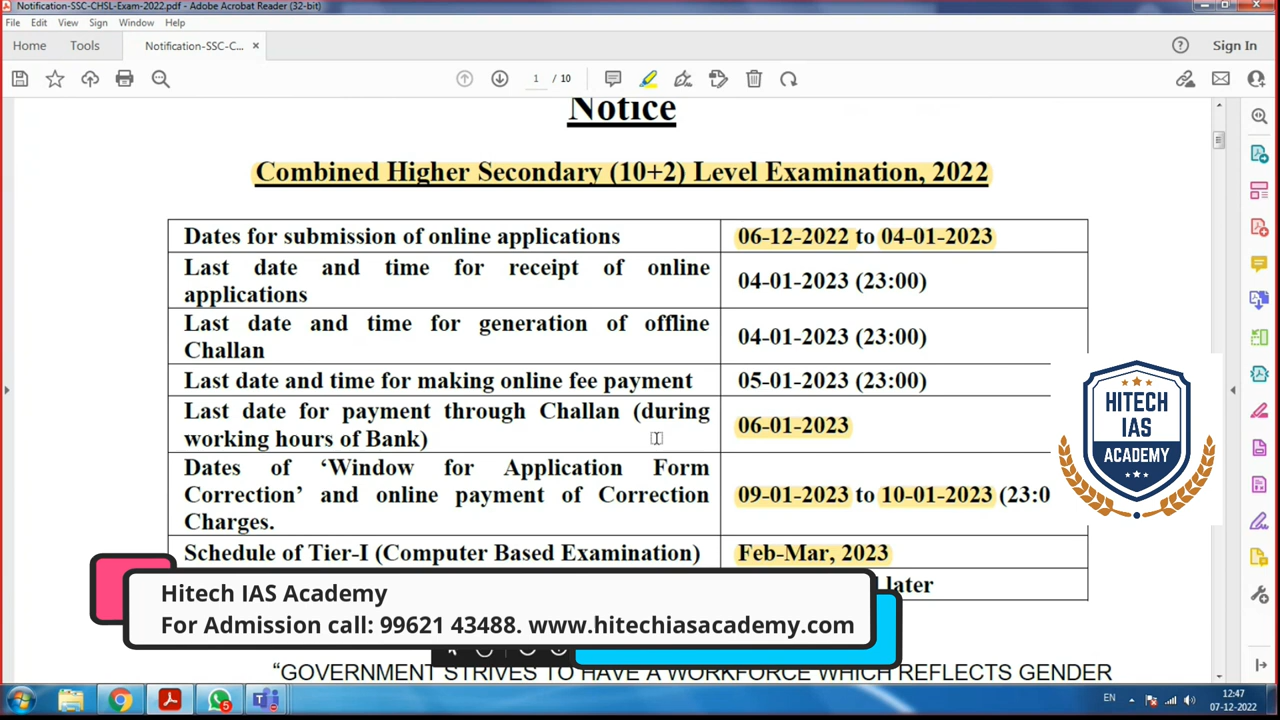 Notification-SSC-CHSL-Exam-2022.pdf - Adobe Acrobat Reader (32-bit)
File Edit View Sign Window Help
Home Tools Notification-SSC-C... × Sign In
1 / 10
Notice
Combined Higher Secondary (10+2) Level Examination, 2022
Dates for submission of online applications 06-12-2022 to 04-01-2023
Last date and time for receipt of online
applications 04-01-2023 (23:00)
Last date and time for generation of offline
Challan 04-01-2023 (23:00)
Last date and time for making online fee payment 05-01-2023 (23:00)
Last date for payment through Challan (during
working hours of Bank) 06-01-2023
Dates of ‘Window for Application Form
Correction’ and online payment of Correction
Charges. 09-01-2023 to 10-01-2023 (23:0
Schedule of Tier-I (Computer Based Examination) Feb-Mar, 2023
later
HITECH
IAS
ACADEMY
Hitech IAS Academy
For Admission call: 99621 43488. www.hitechiasacademy.com
“GOVERNMENT STRIVES TO HAVE A WORKFORCE WHICH REFLECTS GENDER
5
EN
12:47
07-12-2022